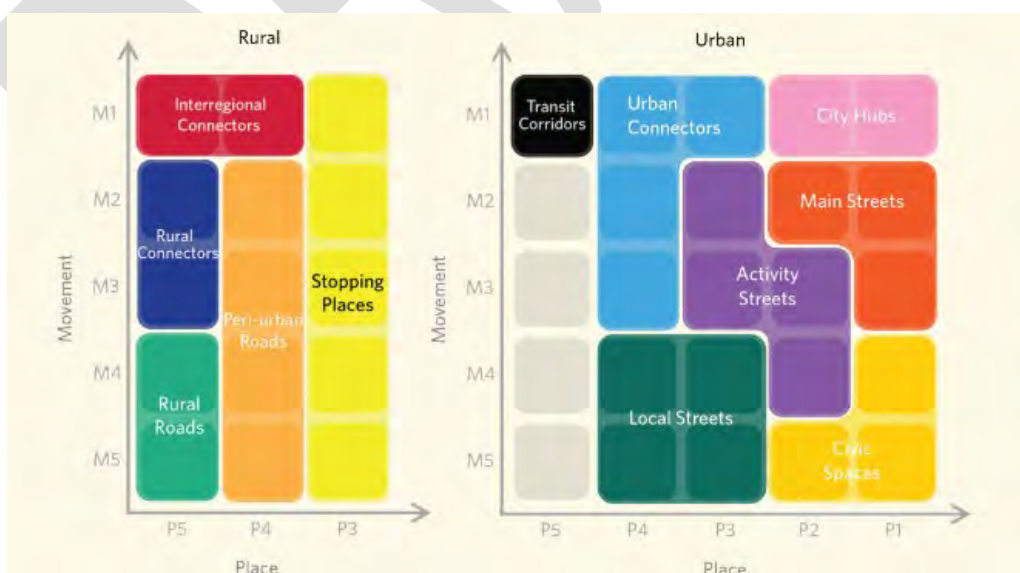 Rural
Urban
M1
M2
M3
M4
M5
Movement
Interregional
Connectors
Rural
Connectors
Peri-urban
Roads
Stopping
Places
Rural
Roads
P5
P4
P3
Place
M1
M2
M3
M4
M5
Movement
Transit
Corridors
Urban
Connectors
City Hubs
Main Streets
Activity
Streets
Local Streets
Civic
Spaces
P5
P4
P3
P2
P1
Place